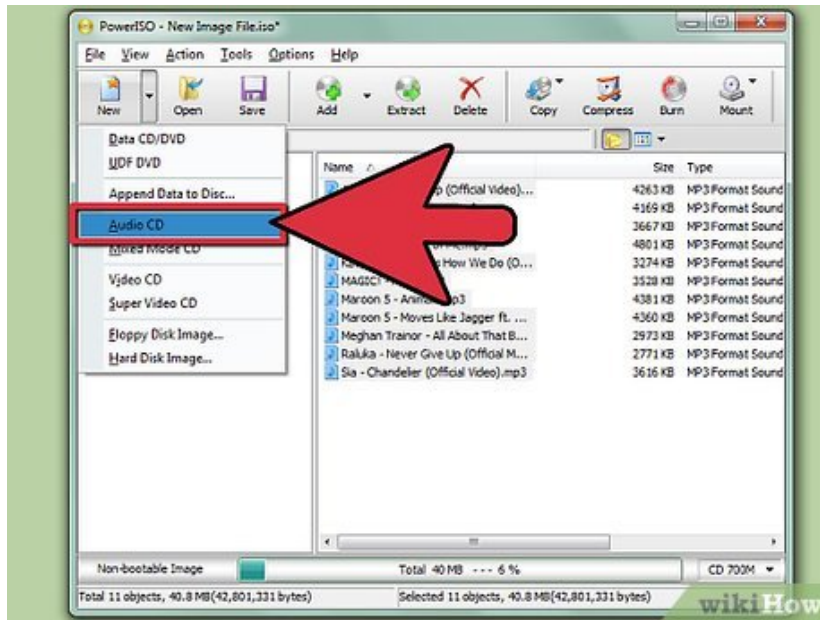 PowerISO - New Image File.iso*
File View Action Tools Options Help
New Open Save Add Extract Delete Copy Compress Burn Mount
Data CD/DVD
UDF DVD
Append Data to Disc...
Audio CD
Mixed Mode CD
Video CD
Super Video CD
Floppy Disk Image...
Hard Disk Image...
Name Size Type
(Official Video)... 4263 KB MP3 Format Sound
4169 KB MP3 Format Sound
3667 KB MP3 Format Sound
4801 KB MP3 Format Sound
How We Do (O... 3274 KB MP3 Format Sound
MAGIC! 3528 KB MP3 Format Sound
Maroon 5 - 4381 KB MP3 Format Sound
Maroon 5 - Moves Like Jagger ft. ... 4360 KB MP3 Format Sound
Meghan Trainor - All About That B... 2973 KB MP3 Format Sound
Raluka - Never Give Up (Official M... 2771 KB MP3 Format Sound
Sia - Chandelier (Official Video).mp3 3616 KB MP3 Format Sound
Non-bootable Image Total 40 MB --- 6 % CD 700M
Total 11 objects, 40.8 MB(42,801,331 bytes) Selected 11 objects, 40.8 MB(42,801,331 bytes)
wikiHow